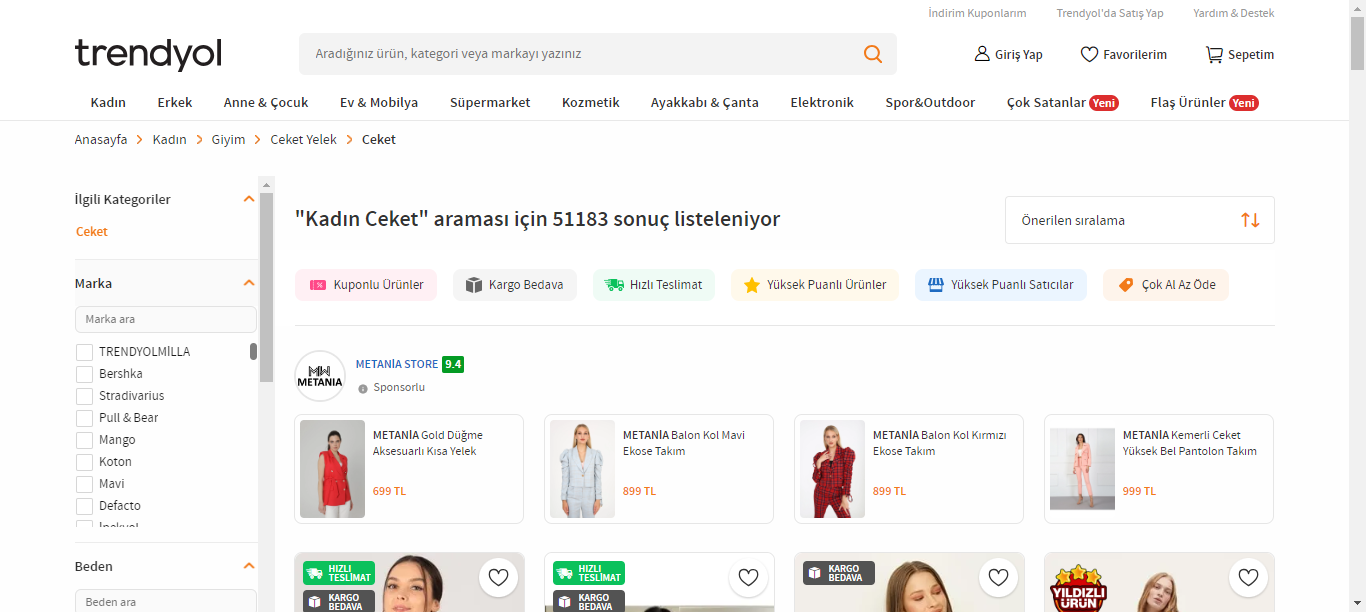 İndirim Kuponlarım Trendyol'da Satış Yap Yardım & Destek
trendyol
Aradığınız ürün, kategori veya markayı yazınız
Giriş Yap Favorilerim Sepetim
Kadın Erkek Anne & Çocuk Ev & Mobilya Süpermarket Kozmetik Ayakkabı & Çanta Elektronik Spor&Outdoor Çok Satanlar Yeni Flaş Ürünler Yeni
Anasayfa > Kadın > Giyim > Ceket Yelek > Ceket
İlgili Kategoriler
Ceket
Marka
Marka ara
TRENDYOLMİLLA
Bershka
Stradivarius
Pull & Bear
Mango
Koton
Mavi
Defacto
İpekyol
Beden
Beden ara
"Kadın Ceket" araması için 51183 sonuç listeleniyor
Önerilen sıralama
Kuponlu Ürünler Kargo Bedava Hızlı Teslimat Yüksek Puanlı Ürünler Yüksek Puanlı Satıcılar Çok Al Az Öde
METANIA
METANİA STORE 9.4
Sponsorlu
METANİA Gold Düğme
Aksesuarlı Kısa Yelek
699 TL
METANİA Balon Kol Mavi
Ekose Takım
899 TL
METANİA Balon Kol Kırmızı
Ekose Takım
899 TL
METANİA Kemerli Ceket
Yüksek Bel Pantolon Takım
999 TL
HIZLI
TESLİMAT
KARGO
BEDAVA
HIZLI
TESLİMAT
KARGO
BEDAVA
KARGO
BEDAVA
YILDIZLI
ÜRÜN